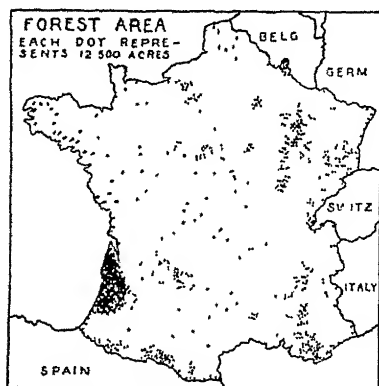 FOREST AREA
EACH DOT REPRE-
SENTS 12 500 ACRES
BELG
GERM
SWITZ
ITALY
SPAIN